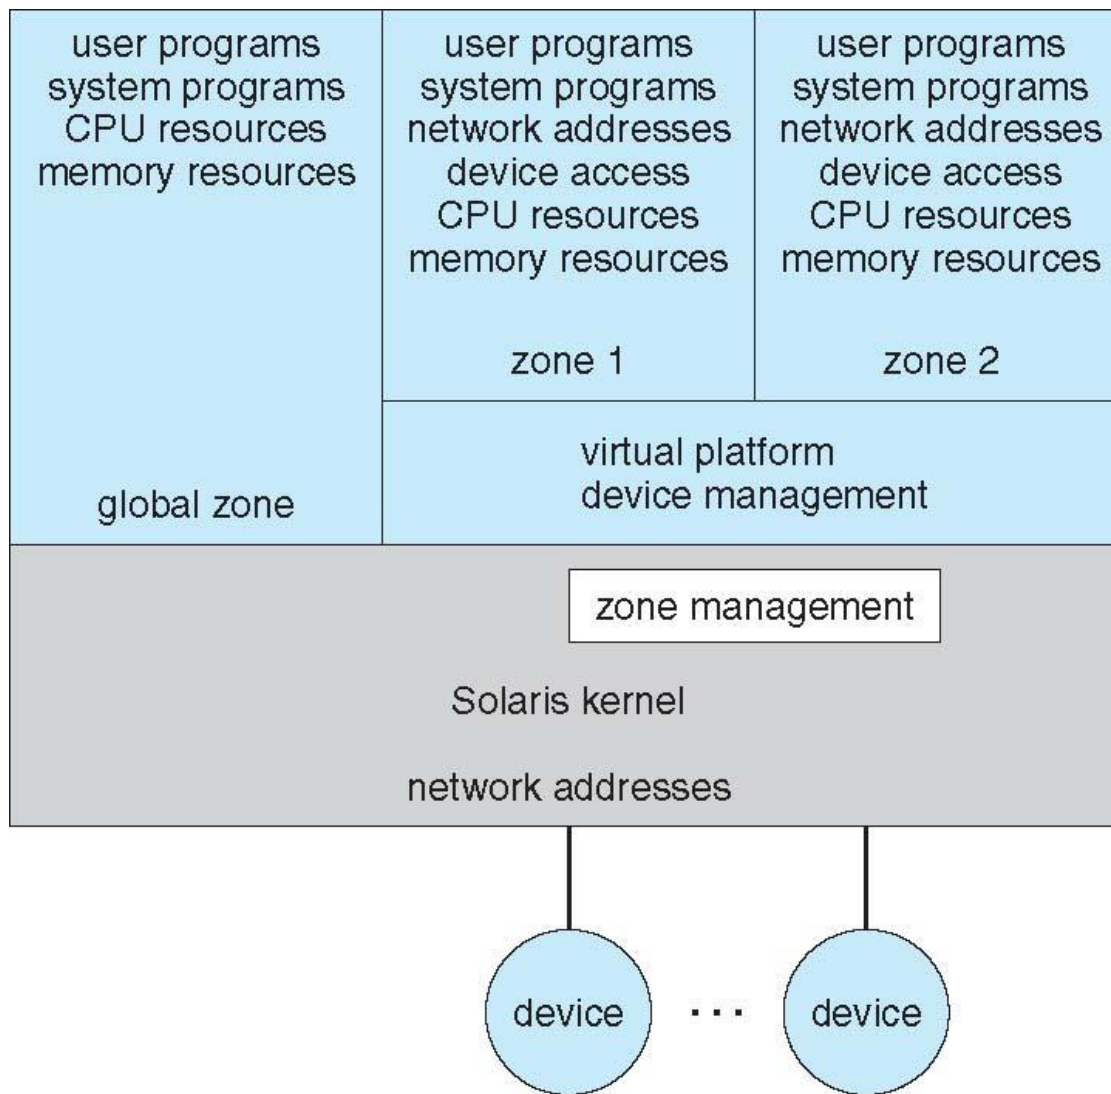 user programs
system programs
CPU resources
memory resources
global zone
user programs
system programs
network addresses
device access
CPU resources
memory resources
zone 1
user programs
system programs
network addresses
device access
CPU resources
memory resources
zone 2
virtual platform
device management
zone management
Solaris kernel
network addresses
device
...
device